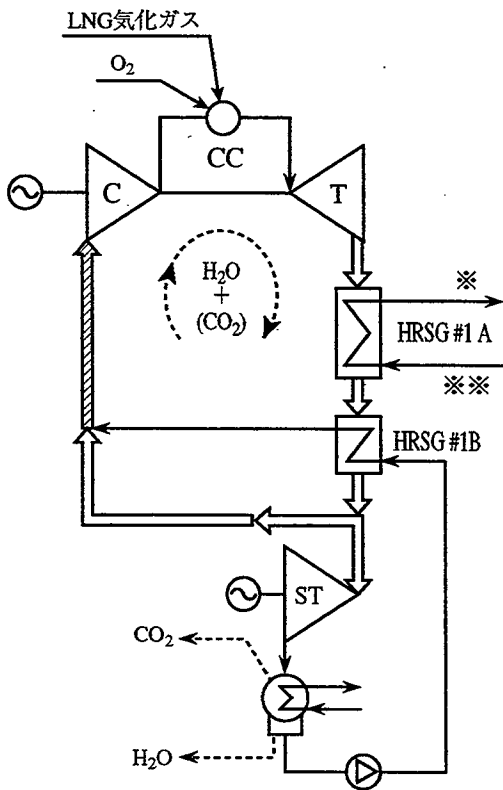 LNG気化ガス
O₂
CC
C
T
H₂O
+
(CO₂)
※
HRSG #1 A
※※
HRSG #1B
ST
CO₂
H₂O